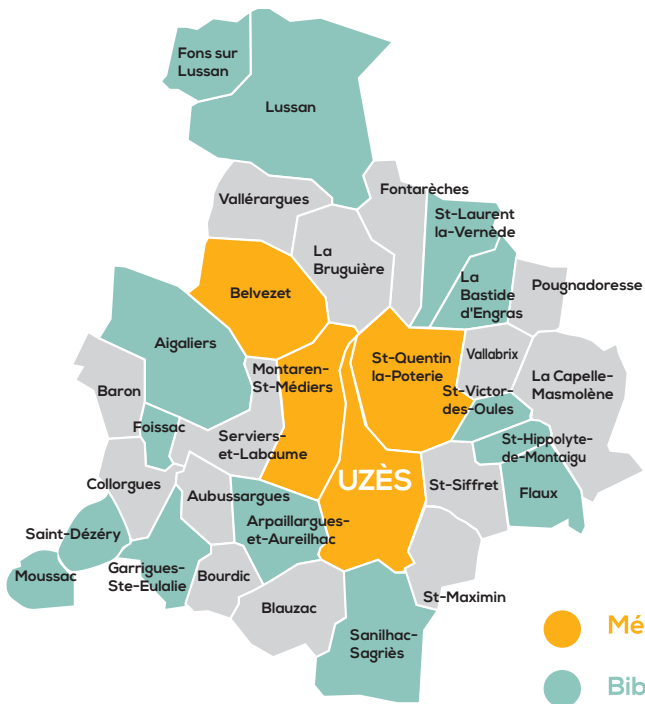 Fons sur
Lussan
Lussan
Vallérargues
Fontarèches
St-Laurent
la-Vernède
La
Bruguière
La
Bastide
d'Engras
Pougnadoresse
Belvezet
Aigaliers
Montaren-
St-Médiers
St-Quentin
la-Poterie
Vallabrix
La Capelle-
Masmolène
Baron
St-Victor-
des-Oules
Foissac
Serviers-
et-Labaume
St-Hippolyte-
de-Montaigu
UZÈS
St-Siffret
Flaux
Collorgues
Aubussargues
Arpaillargues-
et-Aureilhac
Saint-Dézéry
Moussac
Garrigues-
Ste-Eulalie
Bourdic
Blauzac
St-Maximin
Sanilhac-
Sagriès
Mé
Bib